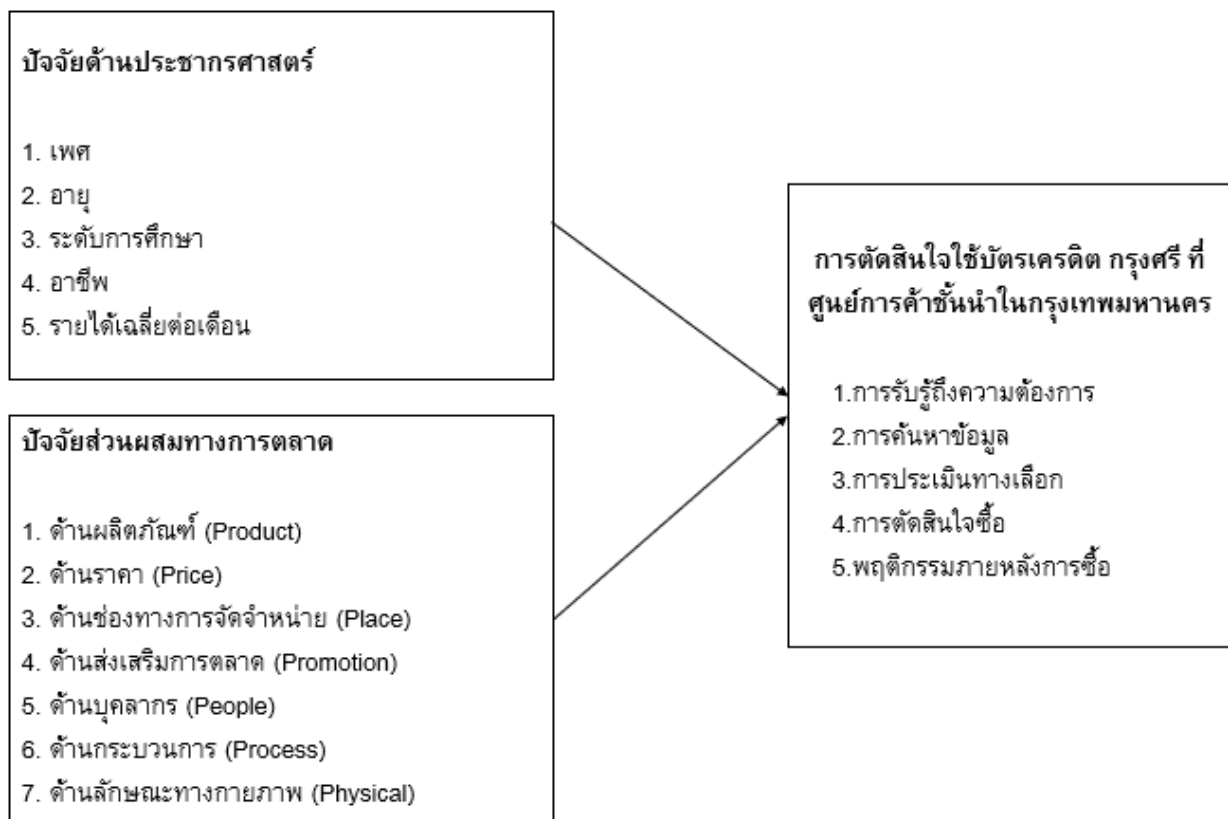 ปัจจัยด้านประชากรศาสตร์
1. เพศ
2. อายุ
3. ระดับการศึกษา
4. อาชีพ
5. รายได้เฉลี่ยต่อเดือน
ปัจจัยส่วนผสมทางการตลาด
1. ด้านผลิตภัณฑ์ (Product)
2. ด้านราคา (Price)
3. ด้านช่องทางการจัดจำหน่าย (Place)
4. ด้านส่งเสริมการตลาด (Promotion)
5. ด้านบุคลากร (People)
6. ด้านกระบวนการ (Process)
7. ด้านลักษณะทางกายภาพ (Physical)
การตัดสินใจใช้บัตรเครดิต กรุงศรี ที่
ศูนย์การค้าชั้นนำในกรุงเทพมหานคร
1.การรับรู้ถึงความต้องการ
2.การค้นหาข้อมูล
3.การประเมินทางเลือก
4.การตัดสินใจซื้อ
5.พฤติกรรมภายหลังการซื้อ